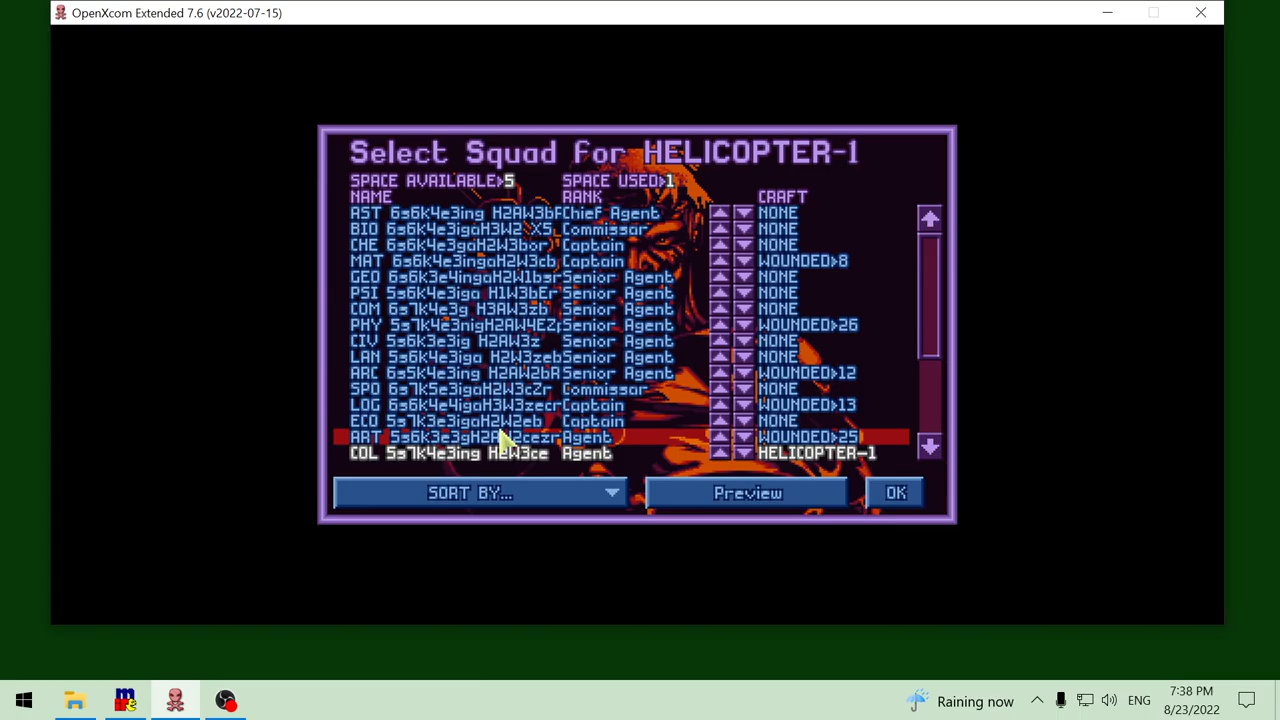 OpenXcom Extended 7.6 (v2022-07-15)
Select Squad for HELICOPTER-1
SPACE AVAILABLE>5 SPACE USED>1
NAME RANK CRAFT
AST 6s6k4e3ing H2AW3bF Chief Agent NONE
BIO 6s6k4e3igaH3W2 X5 Commissar NONE
CHE 6s6k4e3gaH2W3bor Captain NONE
MAT 6s6k4e3ingaH3W3cb Captain WOUNDED>8
GEO 6s6k3e4ingaH2W1bsr Senior Agent NONE
PSI 5s6k4e3iga H1W3bEr Senior Agent NONE
COM 6s7k4e3g H3AW3zb Senior Agent NONE
PHY 5s7k4e3nigH2AW4EZ Senior Agent WOUNDED>26
CIV 5s6k3e3ig H2AW3z Senior Agent NONE
LAN 5s6k4e3iga H2W3zeb Senior Agent NONE
ARC 6s5k4e3ing H2AW2bA Senior Agent WOUNDED>12
SPO 6s7k5e3igaH2W3cZr Commissar NONE
LOG 6s6k4e4igaH3W3zecr Captain WOUNDED>13
ECO 5s7k3e3igaH2W2eb Captain NONE
ART 5s6k3e3gH2AW2cezr Agent WOUNDED>25
COL 5s7k4e3ing H2W3ce Agent HELICOPTER-1
SORT BY... Preview OK
Raining now ENG 7:38 PM
8/23/2022